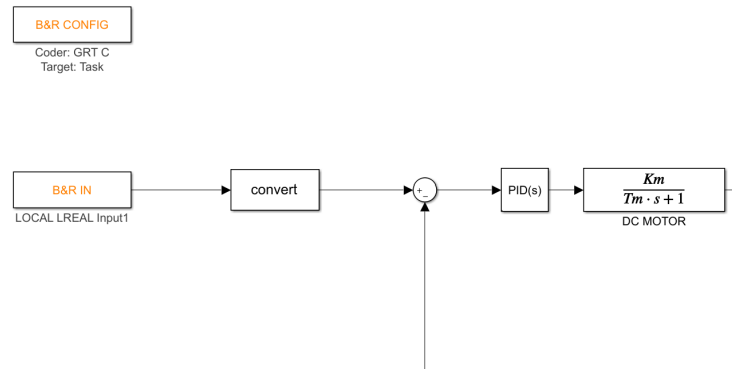 B&R CONFIG
Coder: GRT C
Target: Task
B&R IN
LOCAL LREAL Input1
convert
+
−
PID(s)
Km
Tm · s + 1
DC MOTOR